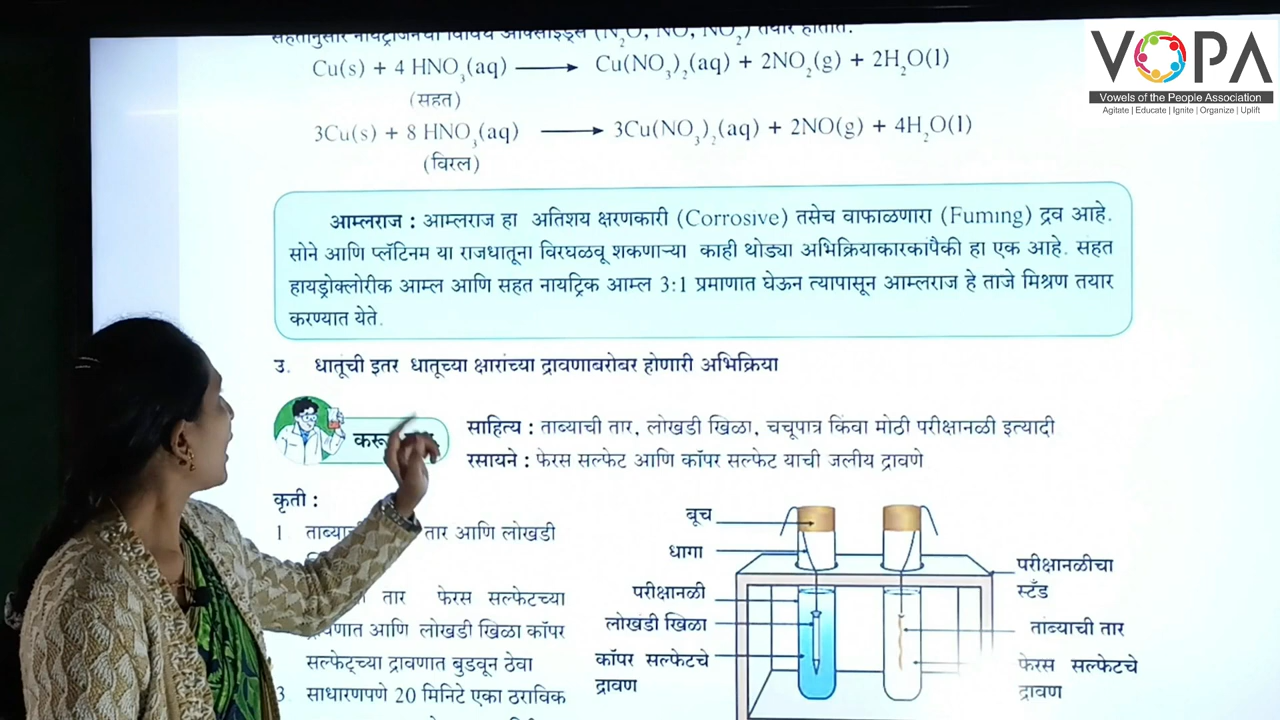 सहतीनुसार नायट्रोजनची विविध ऑक्साइड्स (N₂O, NO, NO₂) तयार होतात.
Cu(s) + 4 HNO₃(aq) ⟶ Cu(NO₃)₂(aq) + 2NO₂(g) + 2H₂O(l)
(संहत)
3Cu(s) + 8 HNO₃(aq) ⟶ 3Cu(NO₃)₂(aq) + 2NO(g) + 4H₂O(l)
(विरल)
आम्लराज : आम्लराज हा अतिशय क्षरणकारी (Corrosive) तसेच वाफाळणारा (Fuming) द्रव आहे.
सोने आणि प्लॅटिनम या राजधातूंना विरघळवू शकणाऱ्या काही थोड्या अभिक्रियाकारकांपैकी हा एक आहे. संहत
हायड्रोक्लोरीक आम्ल आणि संहत नायट्रिक आम्ल 3:1 प्रमाणात घेऊन त्यापासून आम्लराज हे ताजे मिश्रण तयार
करण्यात येते.
उ. धातूंची इतर धातूच्या क्षारांच्या द्रावणाबरोबर होणारी अभिक्रिया
करू
साहित्य : तांब्याची तार, लोखंडी खिळा, चंचूपात्र किंवा मोठी परीक्षानळी इत्यादी
रसायने : फेरस सल्फेट आणि कॉपर सल्फेट याची जलीय द्रावणे
कृती :
1. तार आणि लोखंडी
तार फेरस सल्फेटच्या
आणि लोखंडी खिळा कॉपर
सल्फेटच्या द्रावणात बुडवून ठेवा
3. साधारणपणे 20 मिनिटे एका ठराविक
बूच
धागा
परीक्षानळी
लोखंडी खिळा
कॉपर सल्फेटचे
द्रावण
परीक्षानळीचा
स्टँड
तांब्याची तार
फेरस सल्फेटचे
द्रावण
VOPA
Vowels of the People Association
Agitate | Educate | Ignite | Organize | Uplift